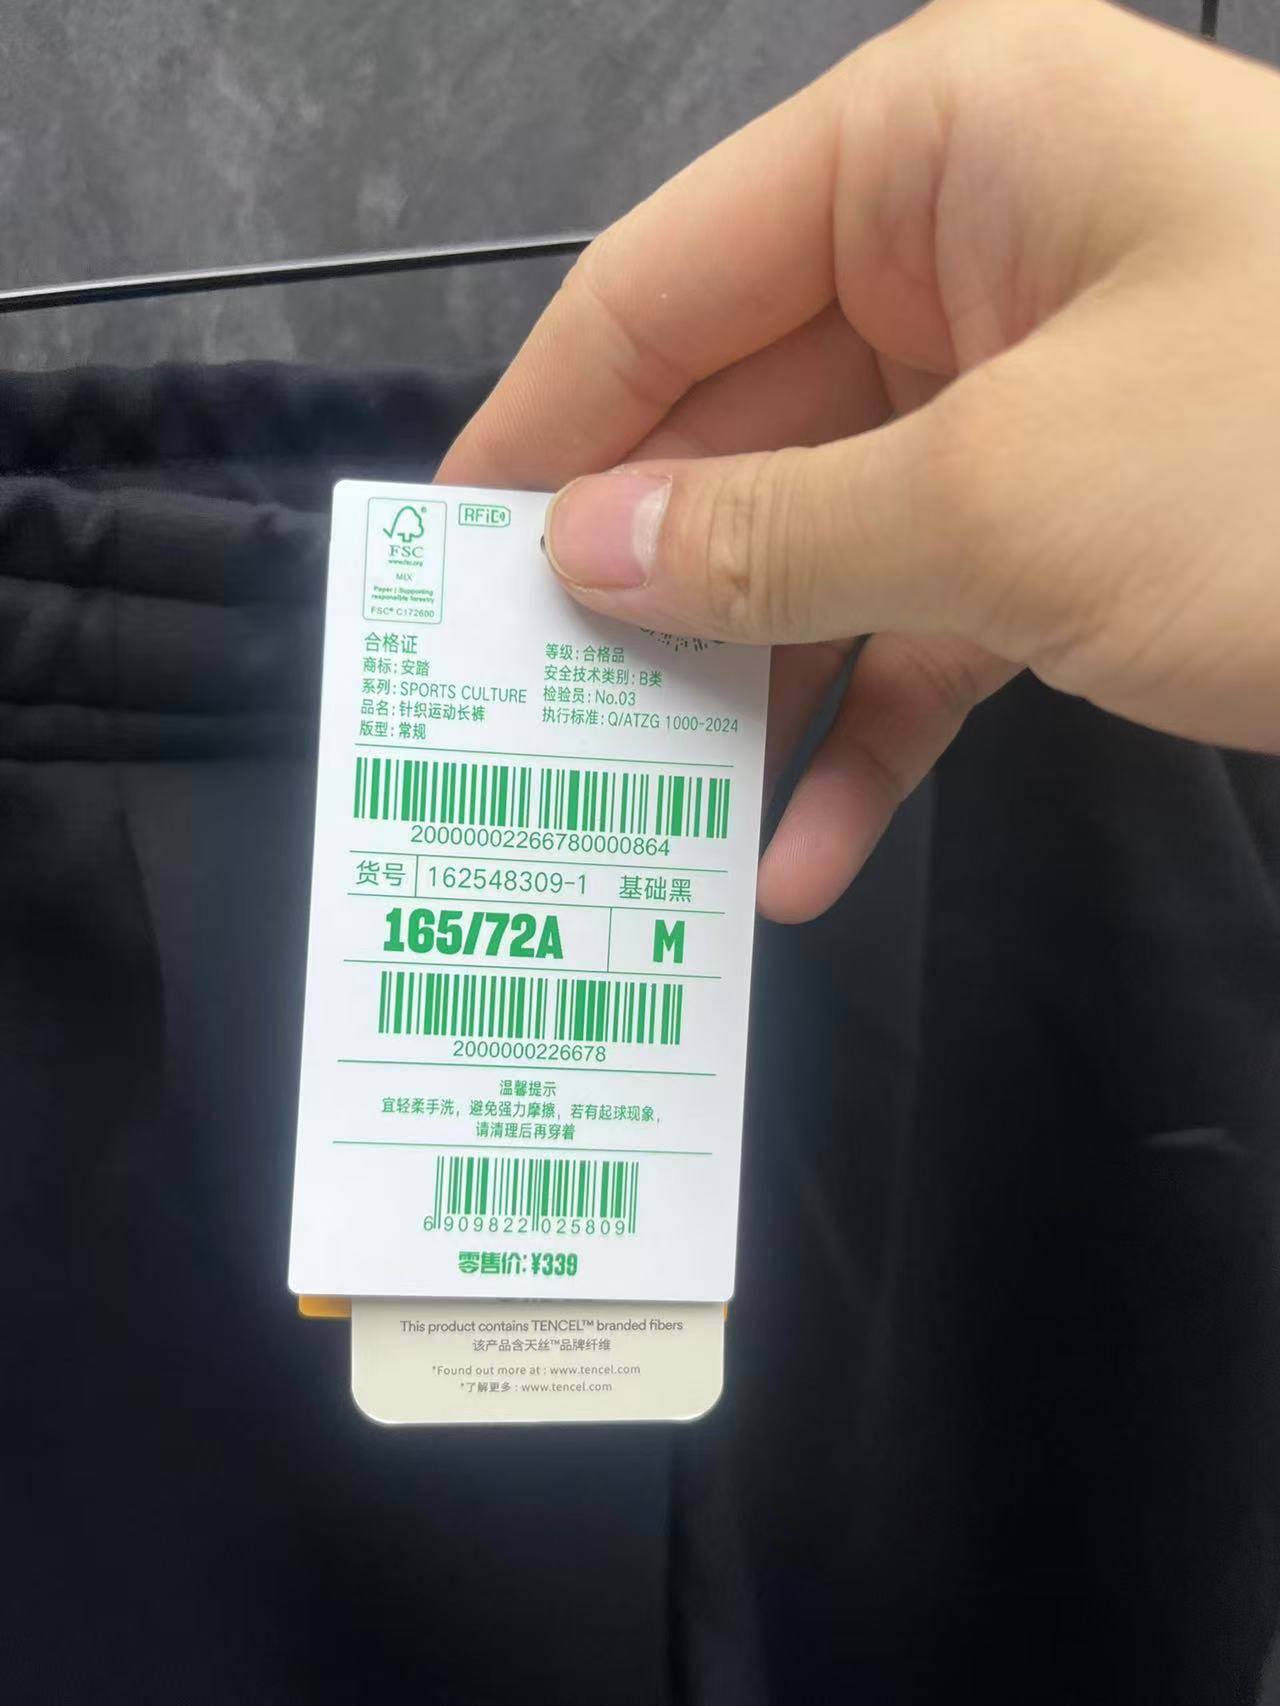 RFiD
FSC
www.fsc.org
MIX
Paper | Supporting
responsible forestry
FSC® C172600
合格证
商标:安踏
系列:SPORTS CULTURE
品名:针织运动长裤
版型:常规
等级:合格品
安全技术类别:B类
检验员:No.03
执行标准:Q/ATZG 1000-2024
20000002266780000864
货号 162548309-1 基础黑
165/72A M
2000000226678
温馨提示
宜轻柔手洗，避免强力摩擦，若有起球现象，
请清理后再穿着
6 909822 025809
零售价:¥339
This product contains TENCEL™ branded fibers
该产品含天丝™品牌纤维
*Found out more at : www.tencel.com
*了解更多 : www.tencel.com